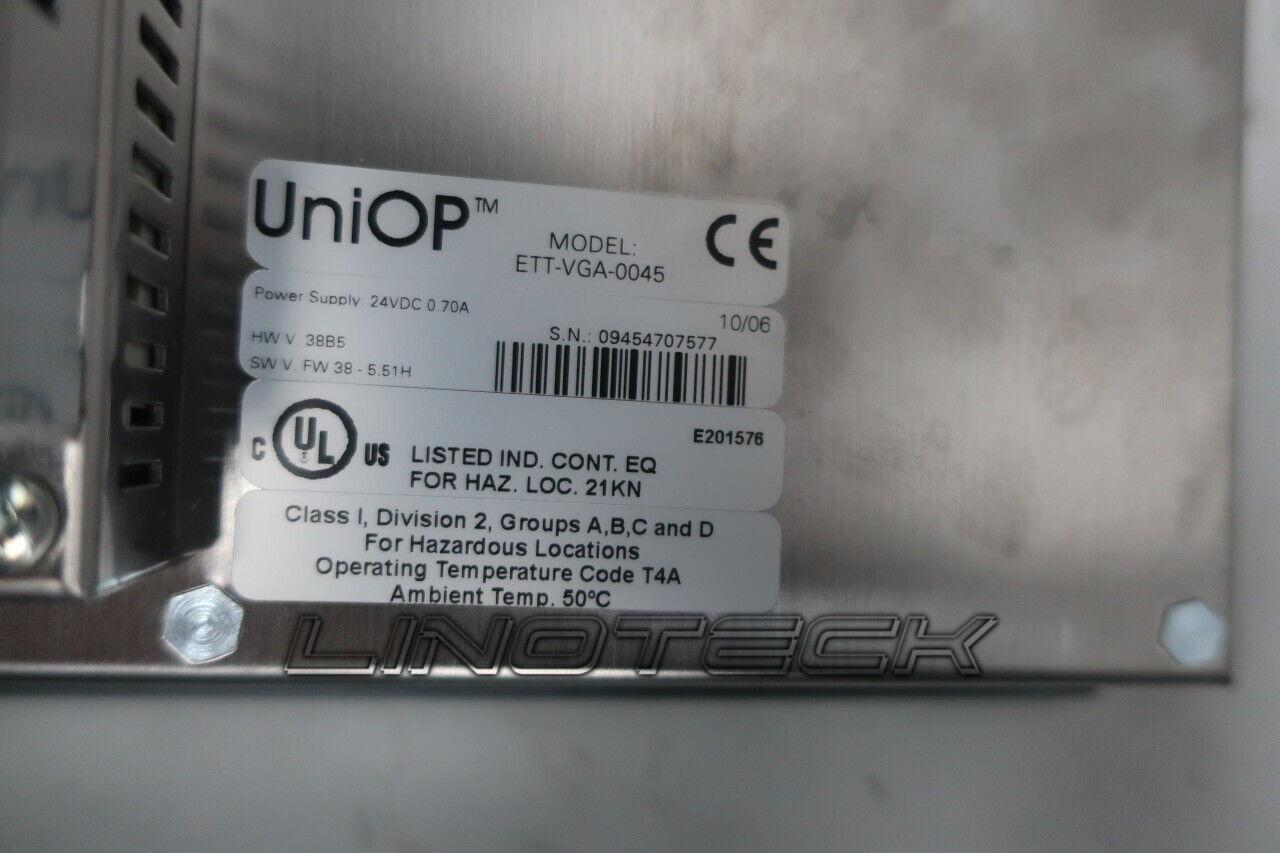 UniOP™
MODEL:
ETT-VGA-0045
CE
Power Supply: 24VDC 0.70A
10/06
HW V. 38B5
S.N.: 09454707577
SW V. FW 38 - 5.51H
C UL US
LISTED IND. CONT. EQ
FOR HAZ. LOC. 21KN
E201576
Class I, Division 2, Groups A,B,C and D
For Hazardous Locations
Operating Temperature Code T4A
Ambient Temp. 50ºC
LINOTECK